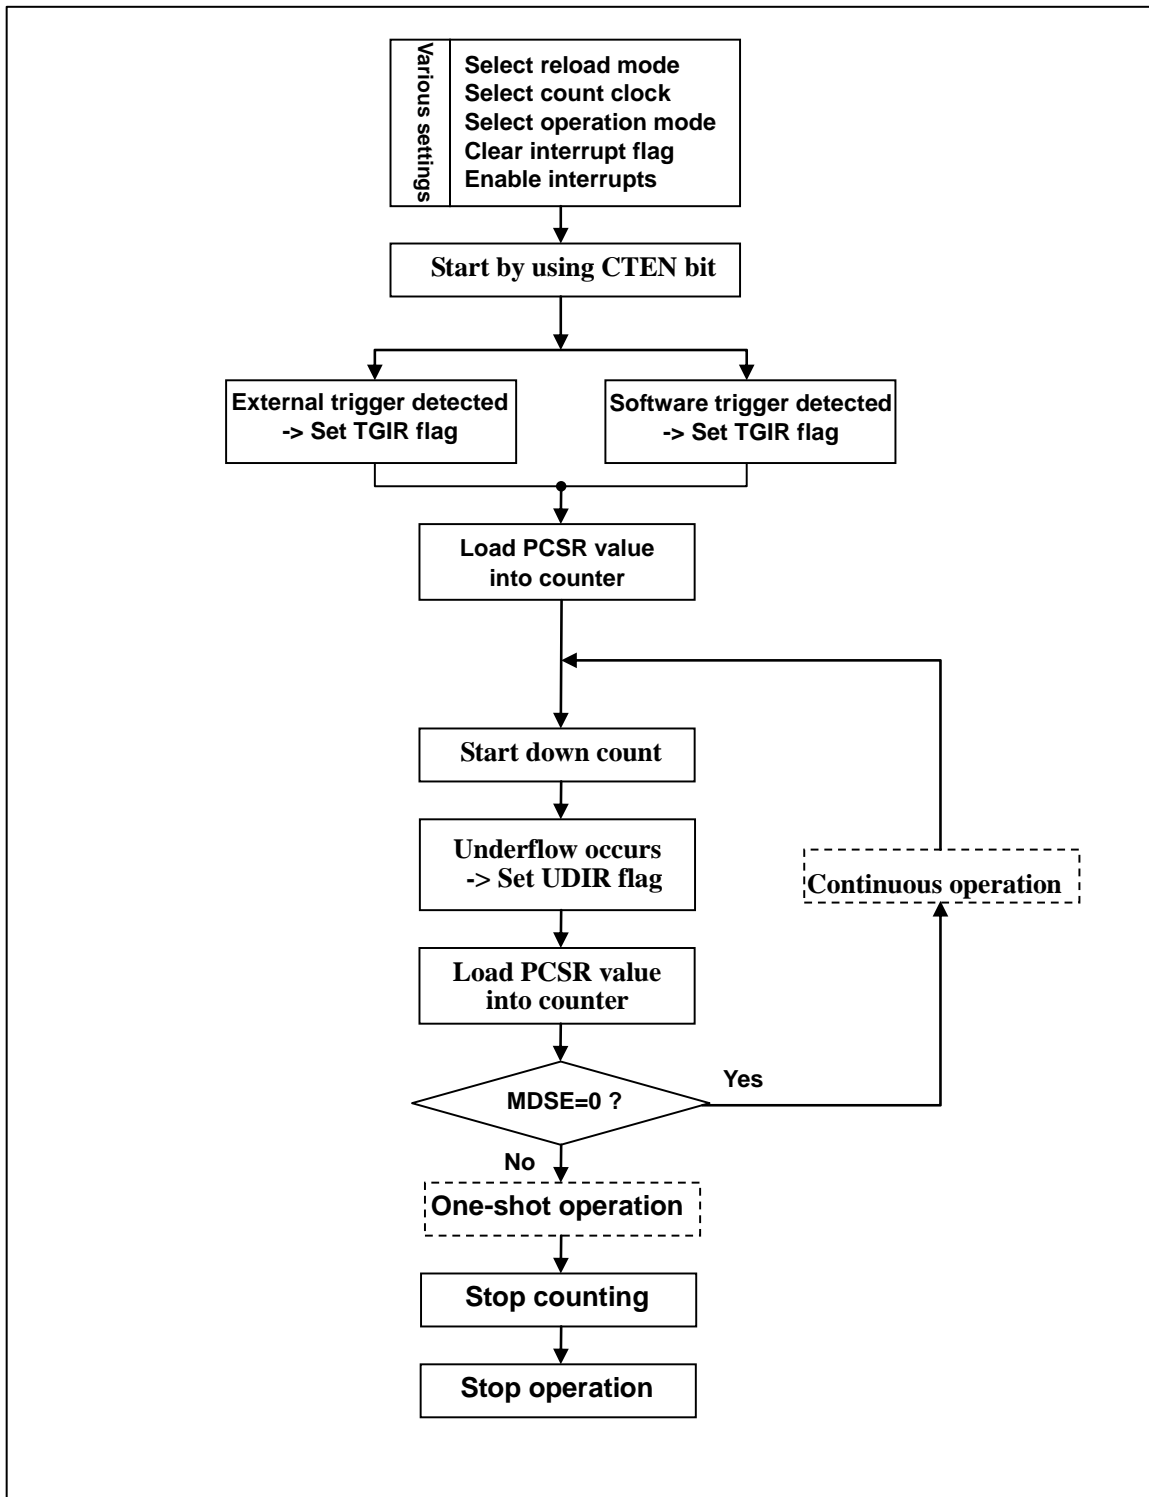 Various settings
Select reload mode
Select count clock
Select operation mode
Clear interrupt flag
Enable interrupts
Start by using CTEN bit
External trigger detected
-> Set TGIR flag
Software trigger detected
-> Set TGIR flag
Load PCSR value
into counter
Start down count
Underflow occurs
-> Set UDIR flag
Continuous operation
Load PCSR value
into counter
MDSE=0 ?
Yes
No
One-shot operation
Stop counting
Stop operation